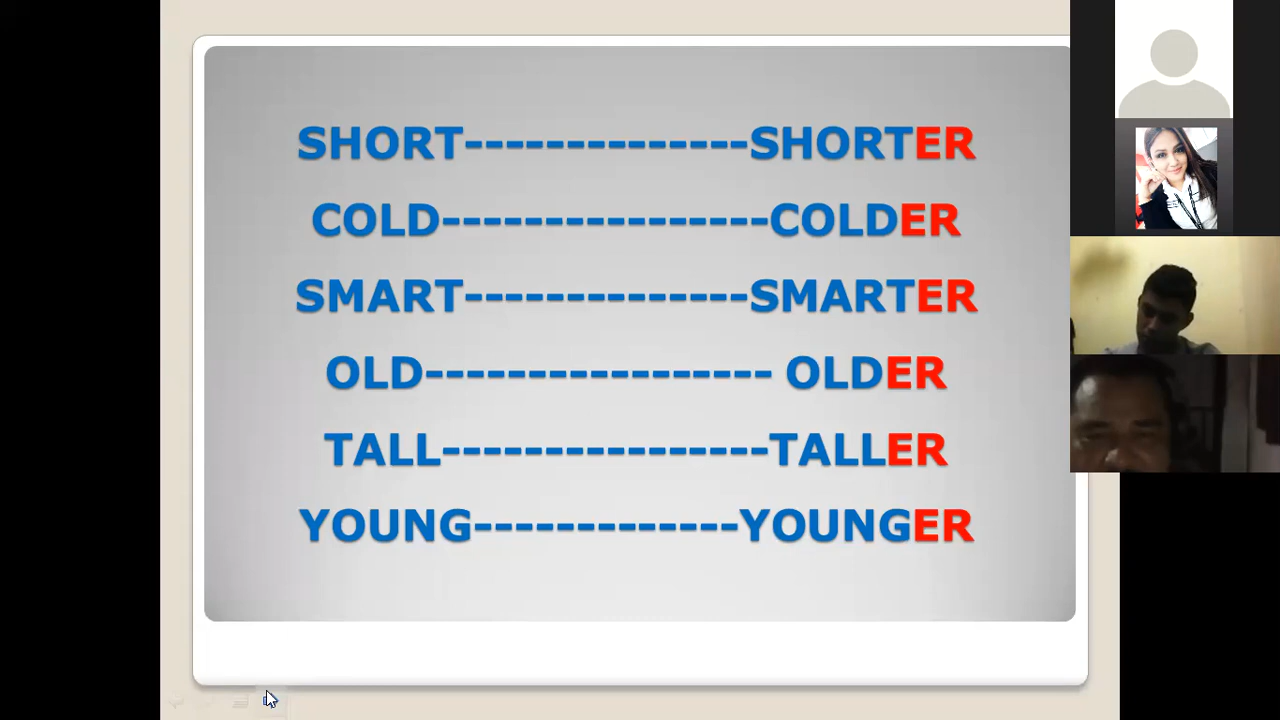 SHORT--------------SHORTER
COLD----------------COLDER
SMART--------------SMARTER
OLD----------------- OLDER
TALL----------------TALLER
YOUNG-------------YOUNGER